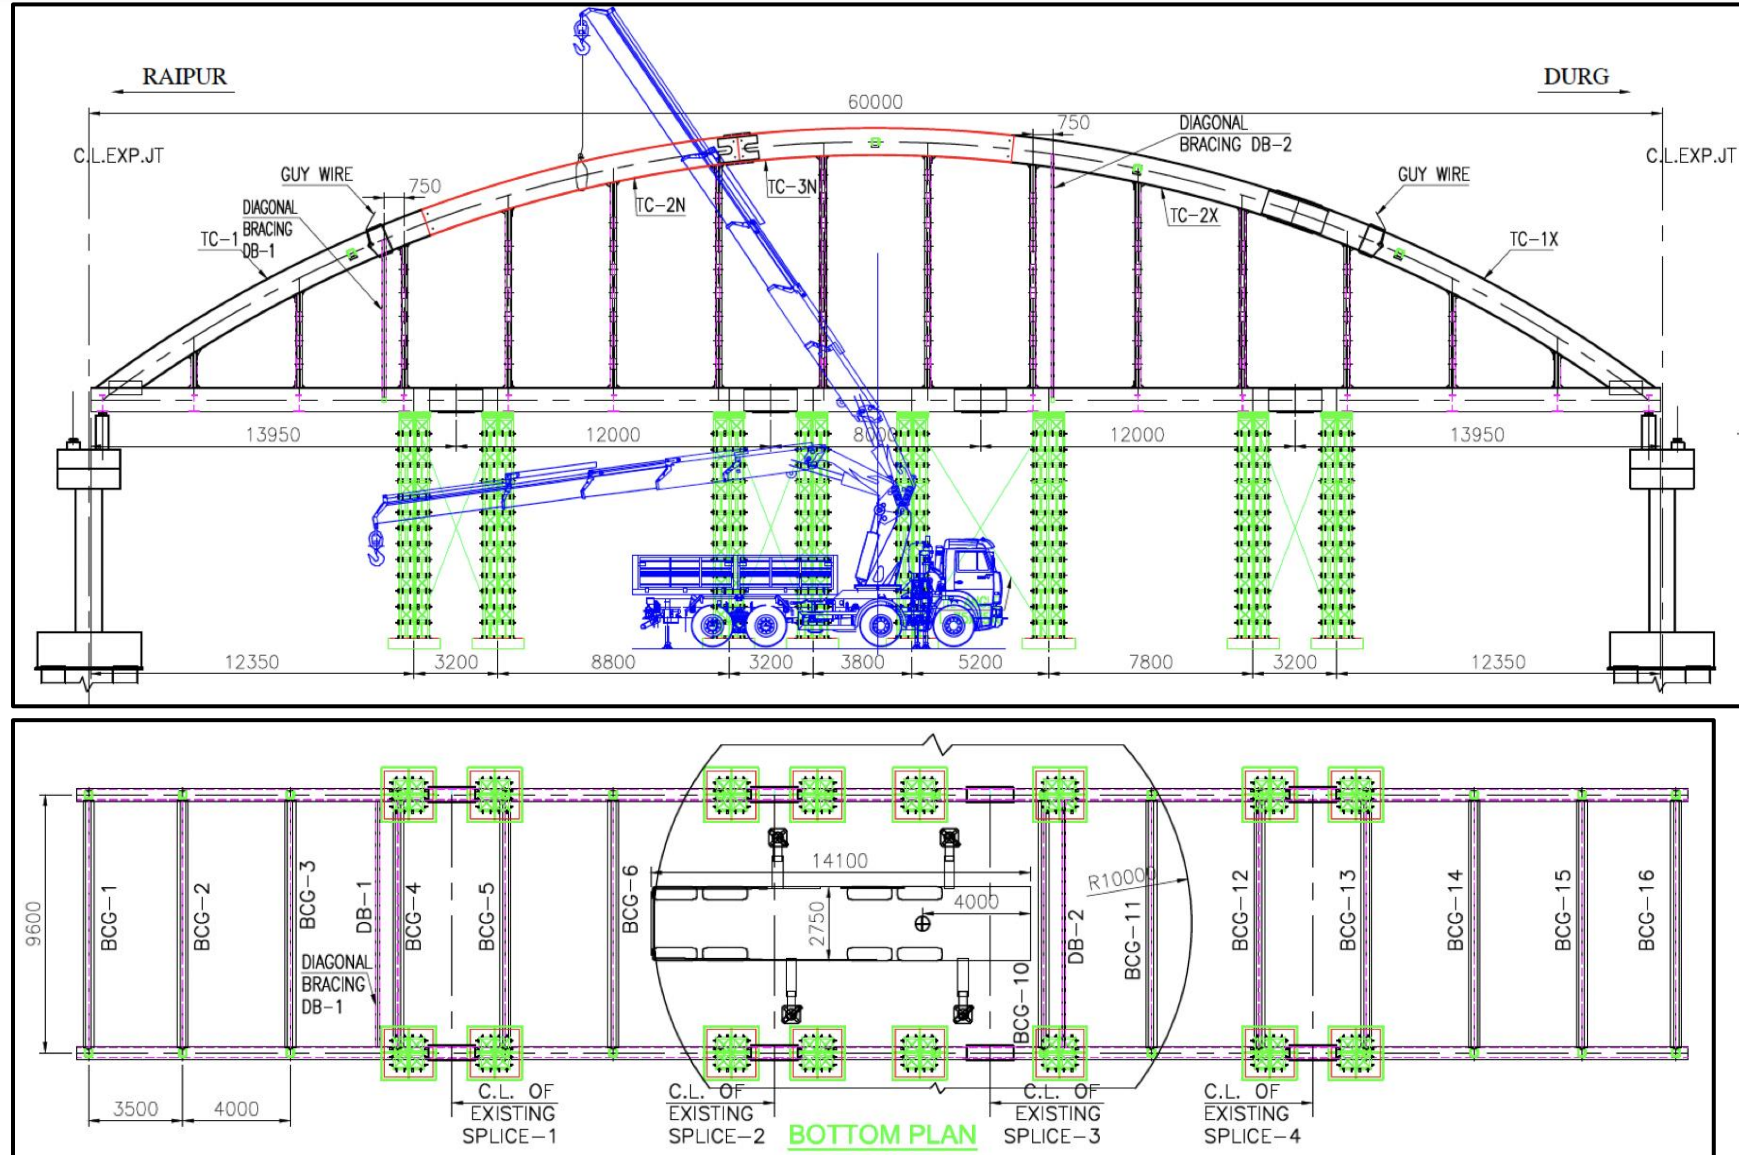 RAIPUR
DURG
60000
C.L.EXP.JT
C.L.EXP.JT
750
DIAGONAL
BRACING DB-2
GUY WIRE
750
GUY WIRE
DIAGONAL
BRACING
DB-1
TC-1
TC-2N
TC-3N
TC-2X
TC-1X
13950
12000
8000
12000
13950
12350
3200
8800
3200
3800
5200
7800
3200
12350
9600
BCG-1
BCG-2
BCG-3
DB-1
BCG-4
BCG-5
BCG-6
14100
2750
4000
R10000
BCG-10
DB-2
BCG-11
BCG-12
BCG-13
BCG-14
BCG-15
BCG-16
DIAGONAL
BRACING
DB-1
3500
4000
C.L. OF
EXISTING
SPLICE-1
C.L. OF
EXISTING
SPLICE-2
BOTTOM PLAN
C.L. OF
EXISTING
SPLICE-3
C.L. OF
EXISTING
SPLICE-4